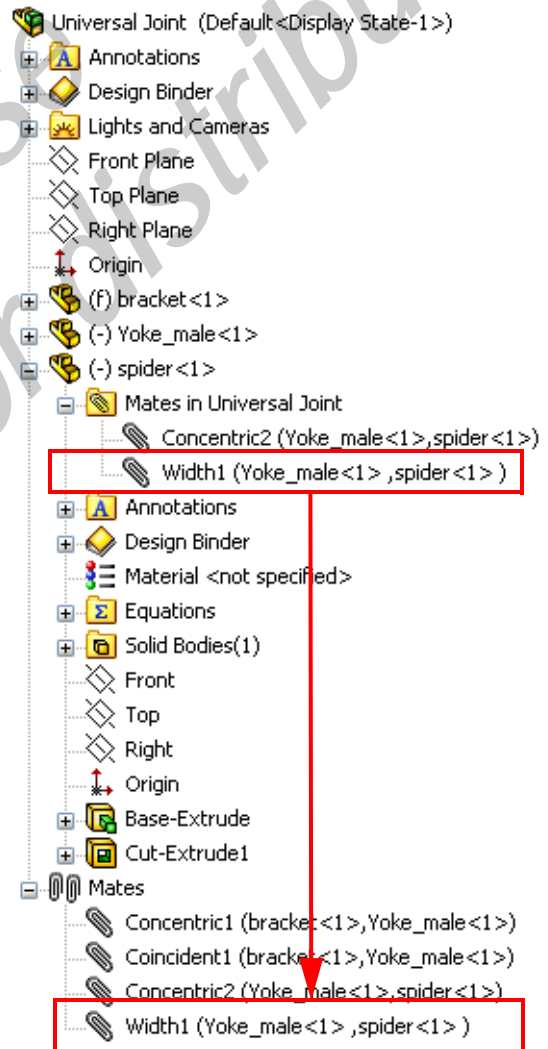 Universal Joint (Default<Display State-1>)
Annotations
Design Binder
Lights and Cameras
Front Plane
Top Plane
Right Plane
Origin
(f) bracket<1>
(-) Yoke_male<1>
(-) spider<1>
Mates in Universal Joint
Concentric2 (Yoke_male<1>,spider<1>)
Width1 (Yoke_male<1> ,spider<1> )
Annotations
Design Binder
Material <not specified>
Equations
Solid Bodies(1)
Front
Top
Right
Origin
Base-Extrude
Cut-Extrude1
Mates
Concentric1 (bracket<1>,Yoke_male<1>)
Coincident1 (bracket<1>,Yoke_male<1>)
Concentric2 (Yoke_male<1>,spider<1>)
Width1 (Yoke_male<1> ,spider<1> )